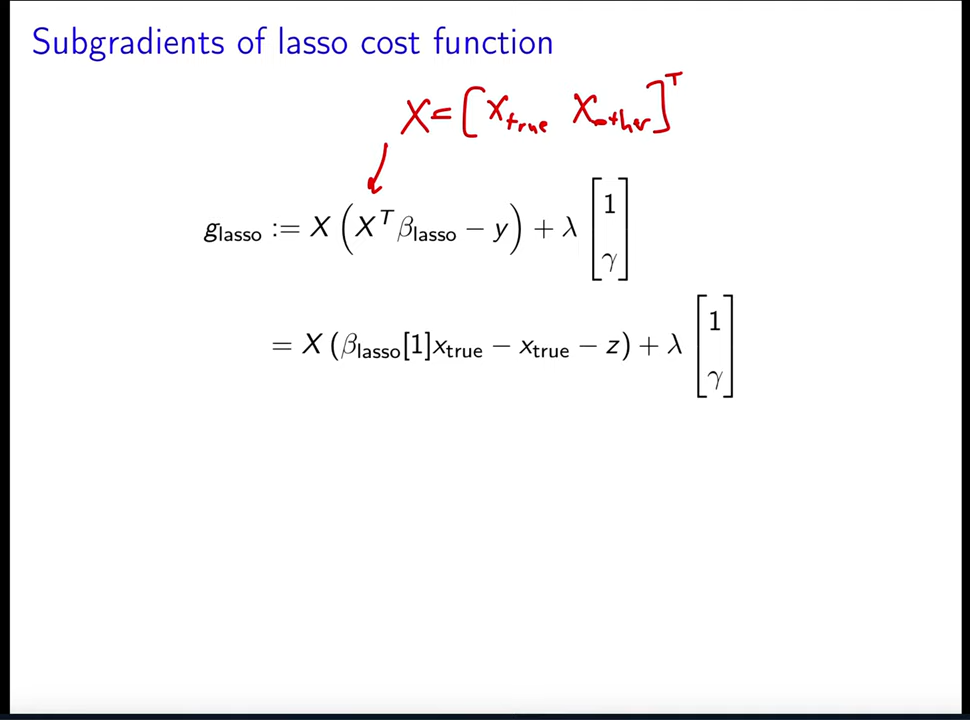 Subgradients of lasso cost function
X = [x_true x_other]^T
g_lasso := X (X^T β_lasso − y) + λ [1 γ]
= X (β_lasso[1]x_true − x_true − z) + λ [1 γ]